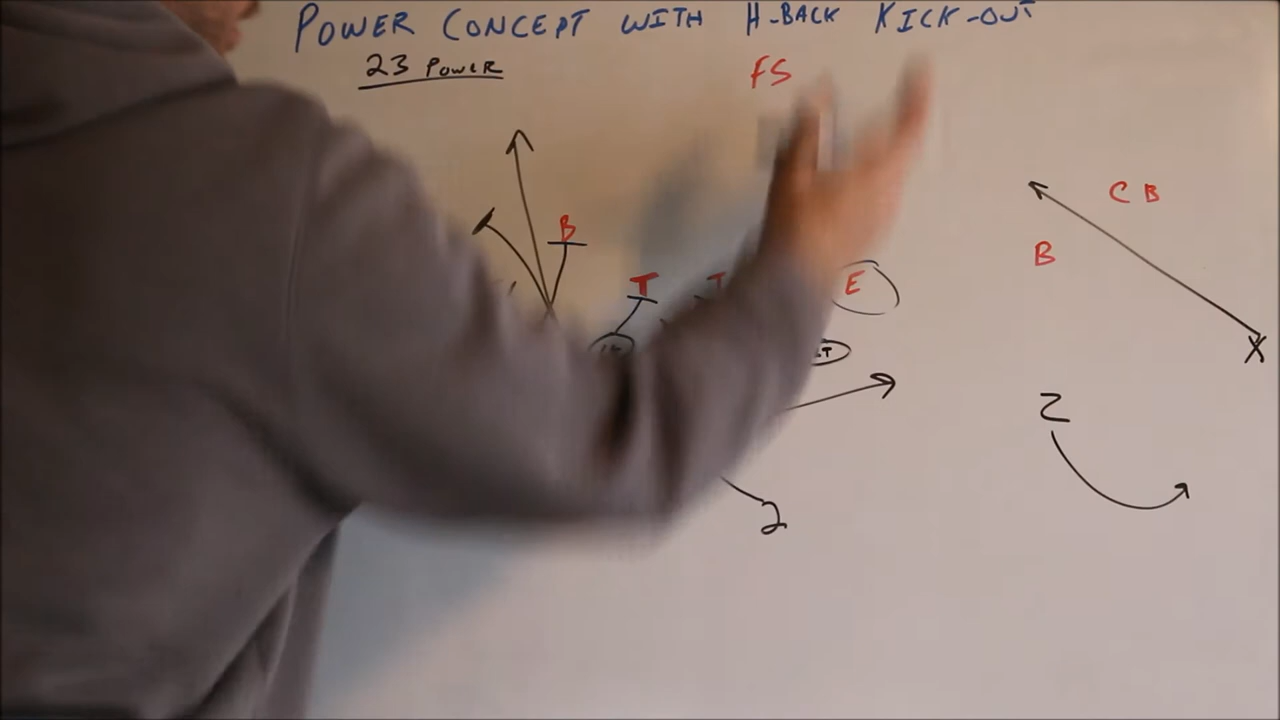 POWER CONCEPT WITH H-BACK KICK-OUT
23 POWER
FS
CB
B
B
T
T
E
X
Z
2